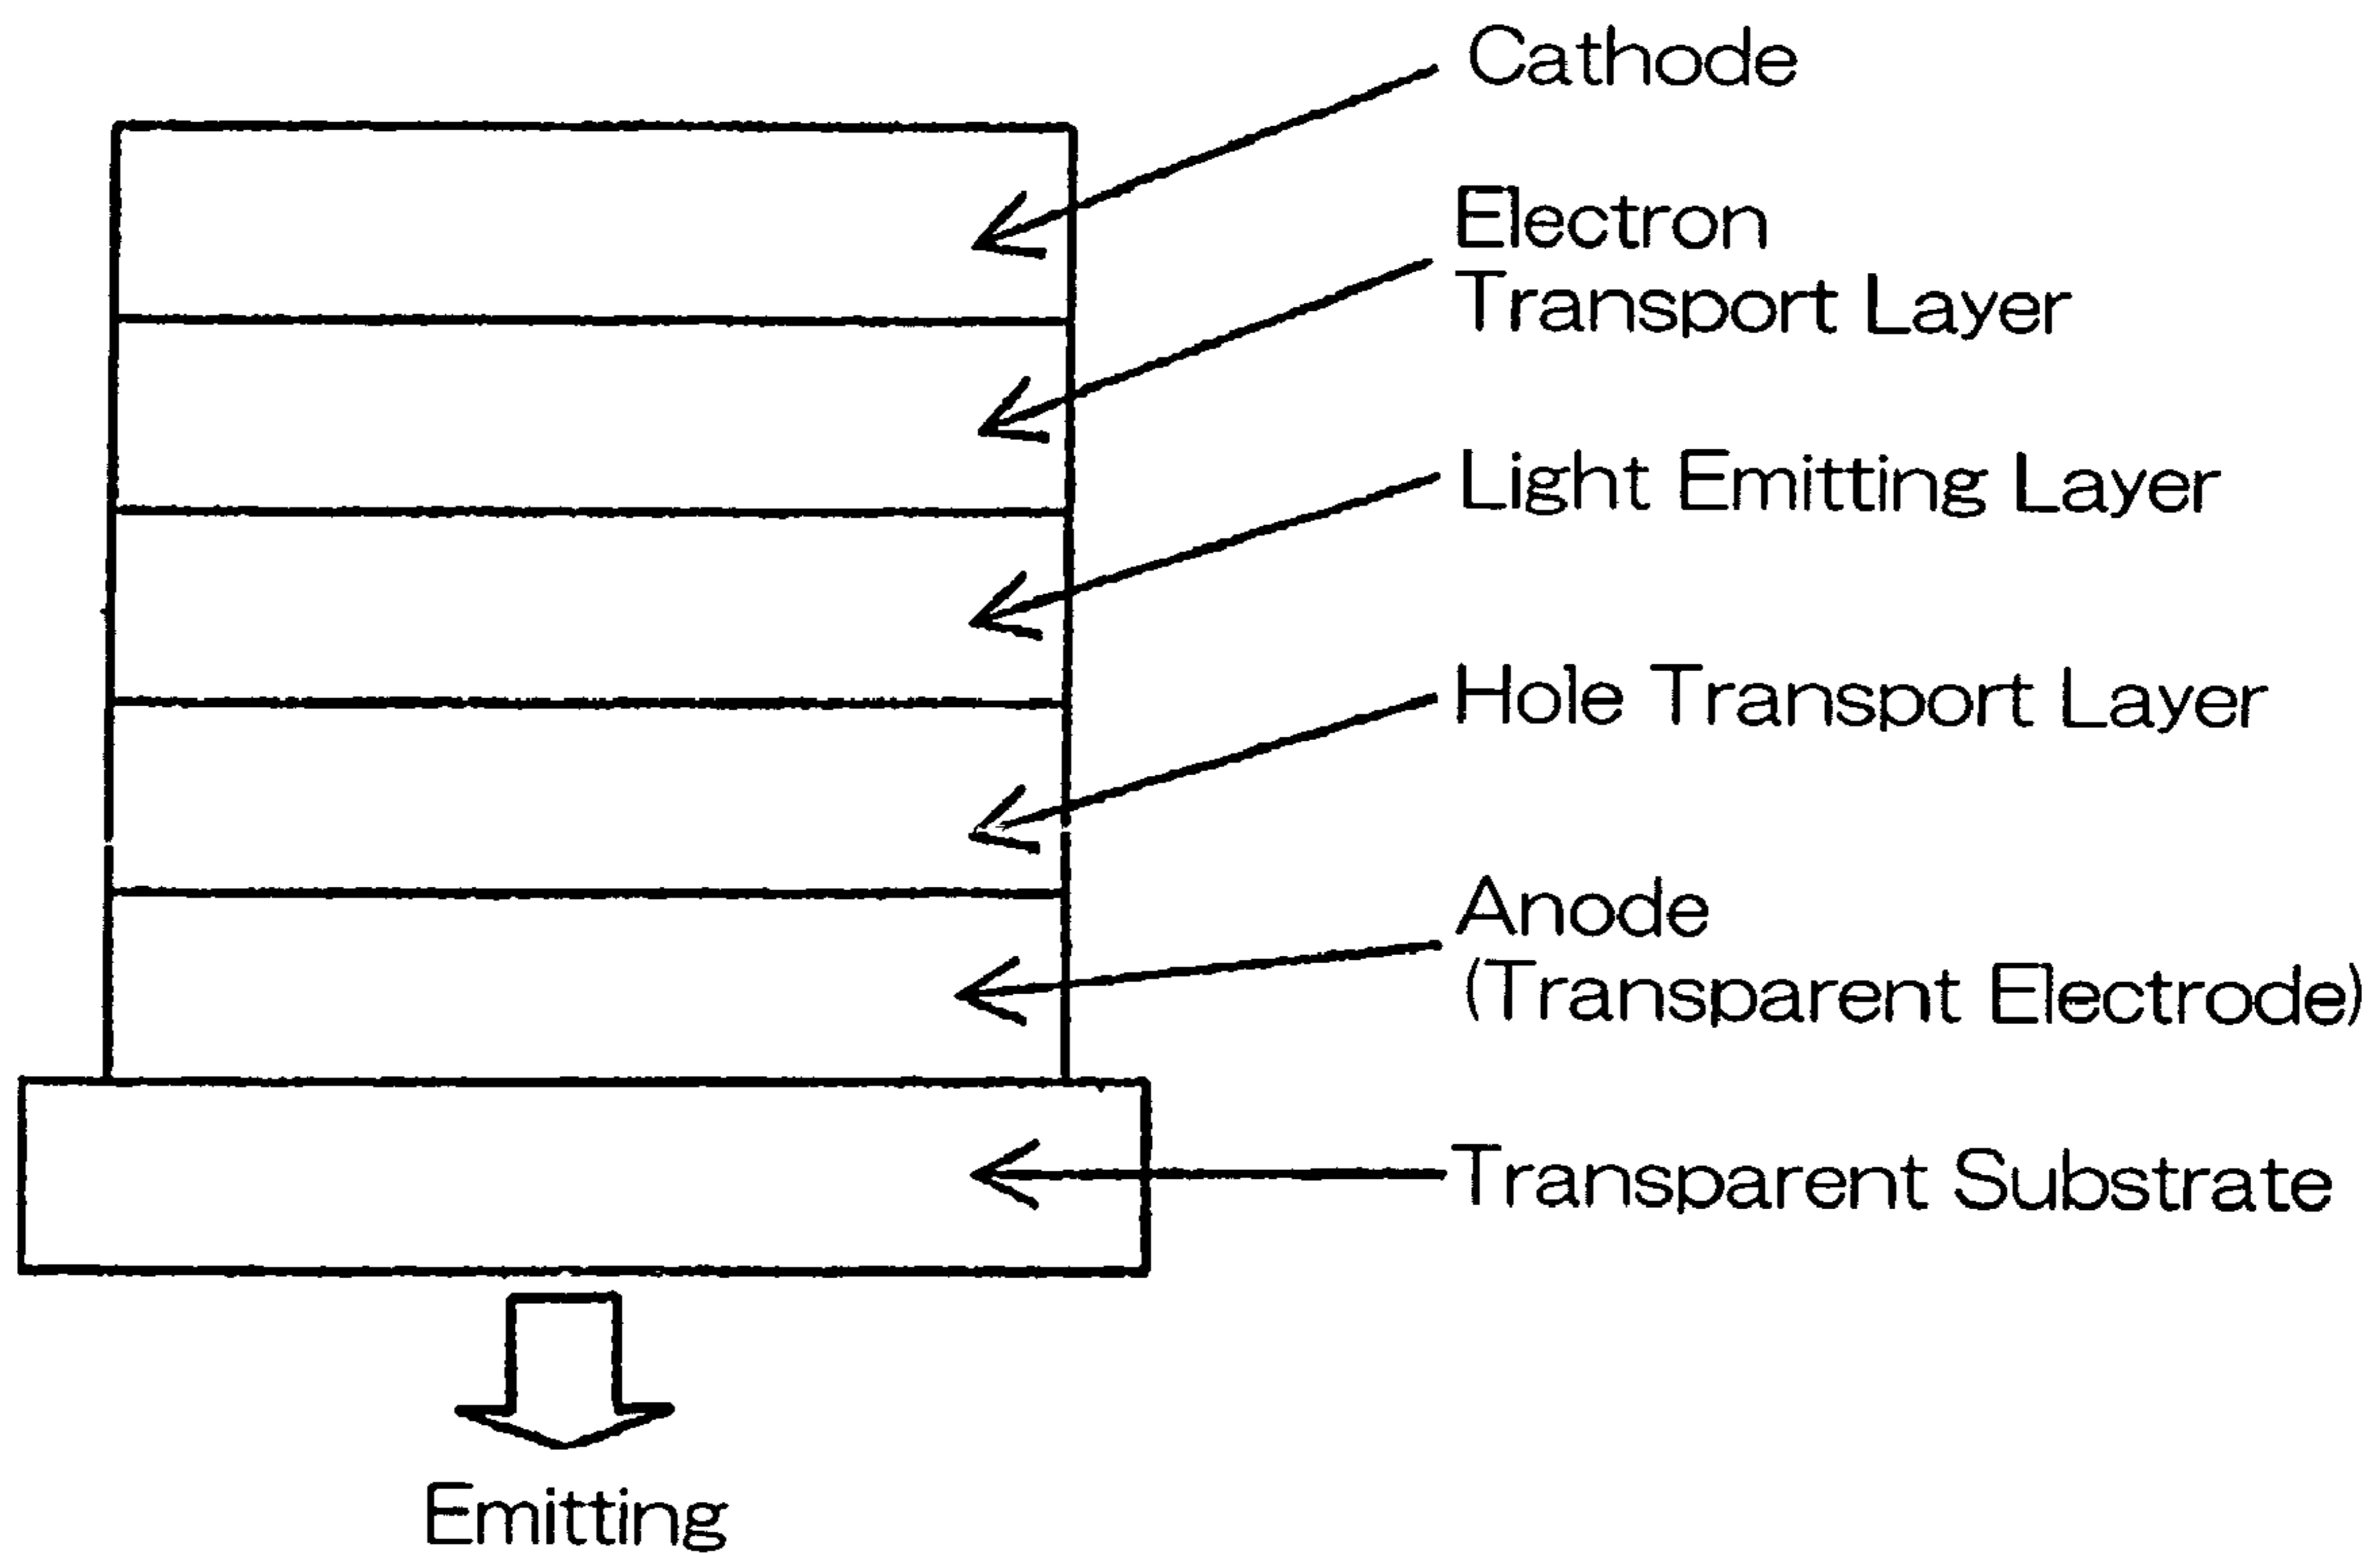 Cathode
Electron
Transport Layer
Light Emitting Layer
Hole Transport Layer
Anode
(Transparent Electrode)
Transparent Substrate
Emitting